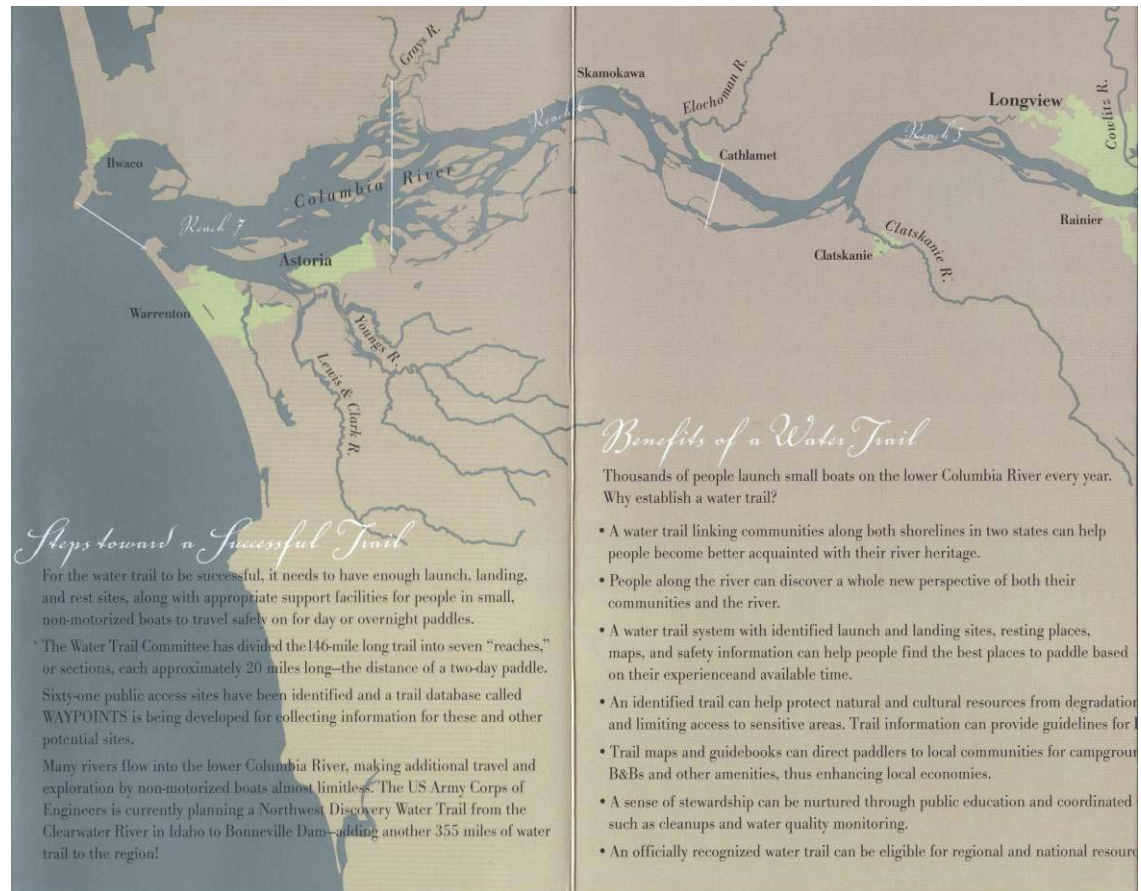 Grays R.
Skamokawa
Elochoman R.
Longview
Cowlitz R.
Reach 6
Reach 5
Ilwaco
Cathlamet
Columbia River
Reach 7
Rainier
Astoria
Clatskanie R.
Clatskanie
Warrenton
Youngs R.
Lewis & Clark R.
Steps toward a Successful Trail
For the water trail to be successful, it needs to have enough launch, landing,
and rest sites, along with appropriate support facilities for people in small,
non-motorized boats to travel safely on for day or overnight paddles.
The Water Trail Committee has divided the146-mile long trail into seven “reaches,”
or sections, each approximately 20 miles long–the distance of a two-day paddle.
Sixty-one public access sites have been identified and a trail database called
WAYPOINTS is being developed for collecting information for these and other
potential sites.
Many rivers flow into the lower Columbia River, making additional travel and
exploration by non-motorized boats almost limitless. The US Army Corps of
Engineers is currently planning a Northwest Discovery Water Trail from the
Clearwater River in Idaho to Bonneville Dam–adding another 355 miles of water
trail to the region!
Benefits of a Water Trail
Thousands of people launch small boats on the lower Columbia River every year.
Why establish a water trail?
• A water trail linking communities along both shorelines in two states can help
people become better acquainted with their river heritage.
• People along the river can discover a whole new perspective of both their
communities and the river.
• A water trail system with identified launch and landing sites, resting places,
maps, and safety information can help people find the best places to paddle based
on their experienceand available time.
• An identified trail can help protect natural and cultural resources from degradation
and limiting access to sensitive areas. Trail information can provide guidelines for
• Trail maps and guidebooks can direct paddlers to local communities for campgroun
B&Bs and other amenities, thus enhancing local economies.
• A sense of stewardship can be nurtured through public education and coordinated
such as cleanups and water quality monitoring.
• An officially recognized water trail can be eligible for regional and national resourc